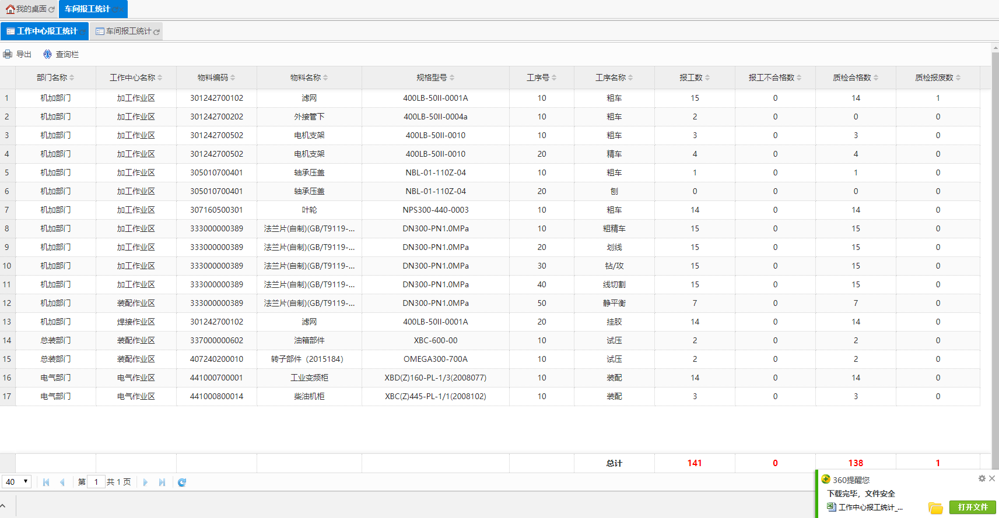 我的桌面 车间报工统计
工作中心报工统计 车间报工统计
导出 查询栏
部门名称 工作中心名称 物料编码 物料名称 规格型号 工序号 工序名称 报工数 报工不合格数 质检合格数 质检报废数
1 机加部门 加工作业区 301242700102 滤网 400LB-50II-0001A 10 粗车 15 0 14 1
2 机加部门 加工作业区 301242700202 外接管下 400LB-50II-0004a 10 粗车 2 0 0 0
3 机加部门 加工作业区 301242700502 电机支架 400LB-50II-0010 10 粗车 3 0 3 0
4 机加部门 加工作业区 301242700502 电机支架 400LB-50II-0010 20 精车 4 0 4 0
5 机加部门 加工作业区 305010700401 轴承压盖 NBL-01-110Z-04 10 粗车 1 0 1 0
6 机加部门 加工作业区 305010700401 轴承压盖 NBL-01-110Z-04 20 刨 0 0 0 0
7 机加部门 加工作业区 307160500301 叶轮 NPS300-440-0003 10 粗车 14 0 14 0
8 机加部门 加工作业区 333000000389 法兰片(自制)(GB/T9119-... DN300-PN1.0MPa 10 粗精车 15 0 15 0
9 机加部门 加工作业区 333000000389 法兰片(自制)(GB/T9119-... DN300-PN1.0MPa 20 划线 15 0 15 0
10 机加部门 加工作业区 333000000389 法兰片(自制)(GB/T9119-... DN300-PN1.0MPa 30 钻/攻 15 0 15 0
11 机加部门 加工作业区 333000000389 法兰片(自制)(GB/T9119-... DN300-PN1.0MPa 40 线切割 15 0 15 0
12 机加部门 装配作业区 333000000389 法兰片(自制)(GB/T9119-... DN300-PN1.0MPa 50 静平衡 7 0 7 0
13 机加部门 焊接作业区 301242700102 滤网 400LB-50II-0001A 20 挂胶 14 0 14 0
14 总装部门 装配作业区 337000000602 油箱部件 XBC-600-00 10 试压 2 0 2 0
15 总装部门 装配作业区 407240200010 转子部件（2015184） OMEGA300-700A 10 试压 2 0 2 0
16 电气部门 电气作业区 441000700001 工业变频柜 XBD(Z)160-PL-1/3(2008077) 10 装配 14 0 14 0
17 电气部门 电气作业区 441000800014 柴油机柜 XBC(Z)445-PL-1/1(2008102) 10 装配 3 0 3 0
总计 141 0 138 1
40 第 1 共 1 页
360提醒您
下载完毕，文件安全
工作中心报工统计_...
打开文件